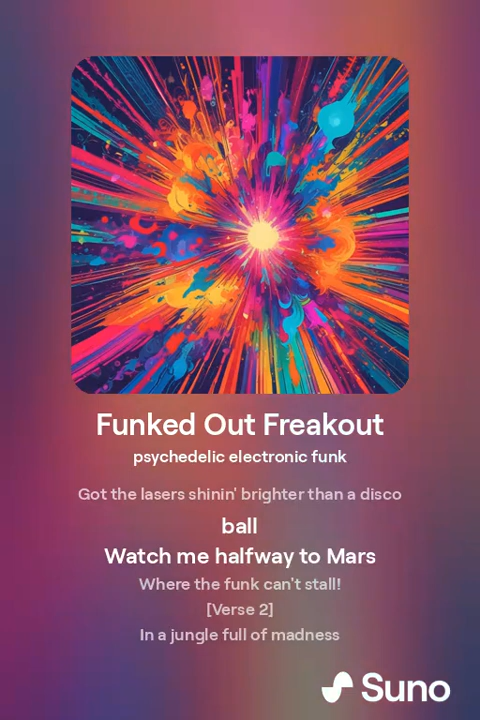 Funked Out Freakout
psychedelic electronic funk
Got the lasers shinin' brighter than a disco
ball
Watch me halfway to Mars
Where the funk can't stall!
[Verse 2]
In a jungle full of madness
Suno